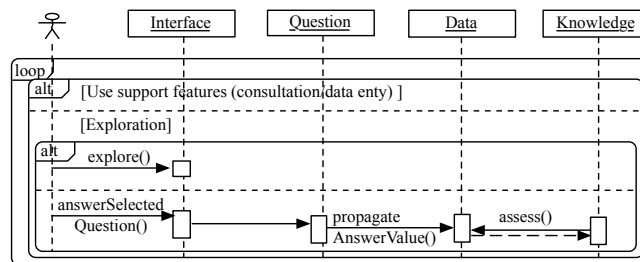 Interface Question Data Knowledge
loop
alt [Use support features (consultation/data enty) ]
[Exploration]
alt
explore()
answerSelected propagate assess()
Question() AnswerValue()